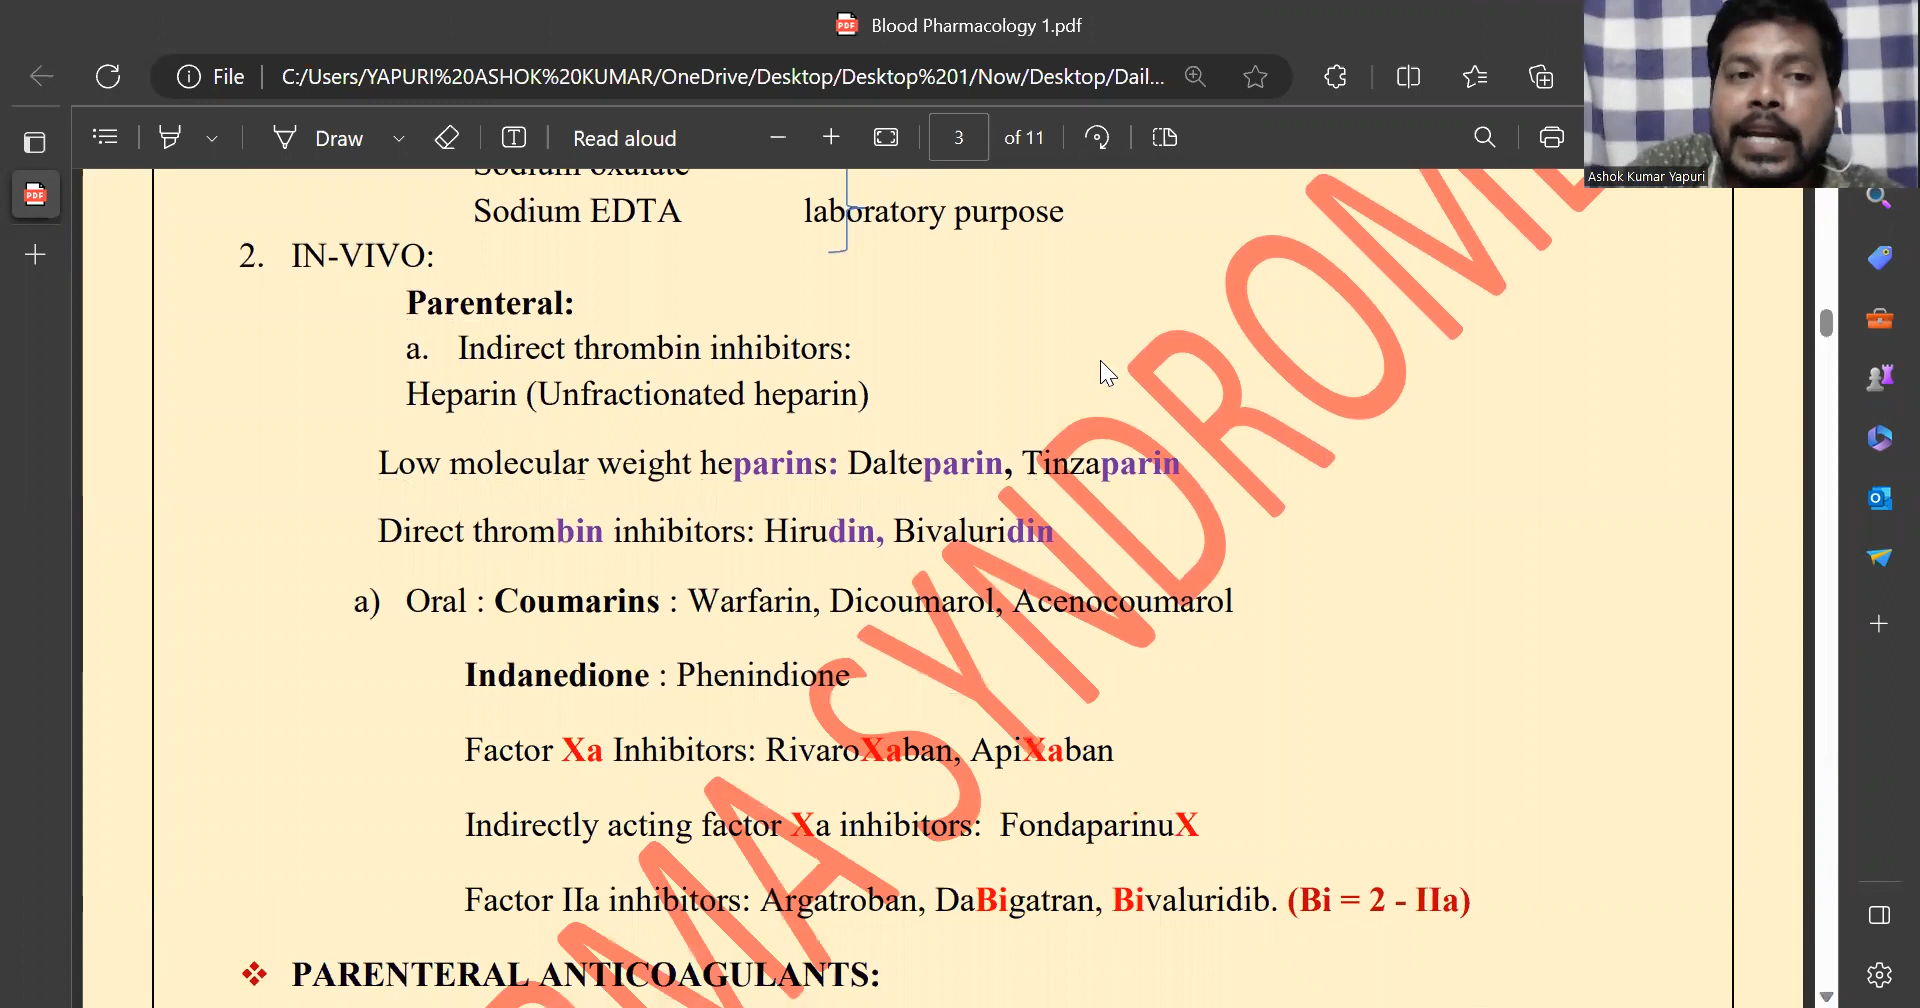 Blood Pharmacology 1.pdf
File
C:/Users/YAPURI%20ASHOK%20KUMAR/OneDrive/Desktop/Desktop%201/Now/Desktop/Dail...
Draw
Read aloud
3 of 11
Ashok Kumar Yapuri
Sodium oxalate
Sodium EDTA laboratory purpose
2. IN-VIVO:
Parenteral:
a. Indirect thrombin inhibitors:
Heparin (Unfractionated heparin)
Low molecular weight heparins: Dalteparin, Tinzaparin
Direct thrombin inhibitors: Hirudin, Bivaluridin
a) Oral : Coumarins : Warfarin, Dicoumarol, Acenocoumarol
Indanedione : Phenindione
Factor Xa Inhibitors: RivaroXaban, ApiXaban
Indirectly acting factor Xa inhibitors: FondaparinuX
Factor IIa inhibitors: Argatroban, DaBigatran, Bivaluridib. (Bi = 2 - IIa)
❖ PARENTERAL ANTICOAGULANTS:
SYNDROME